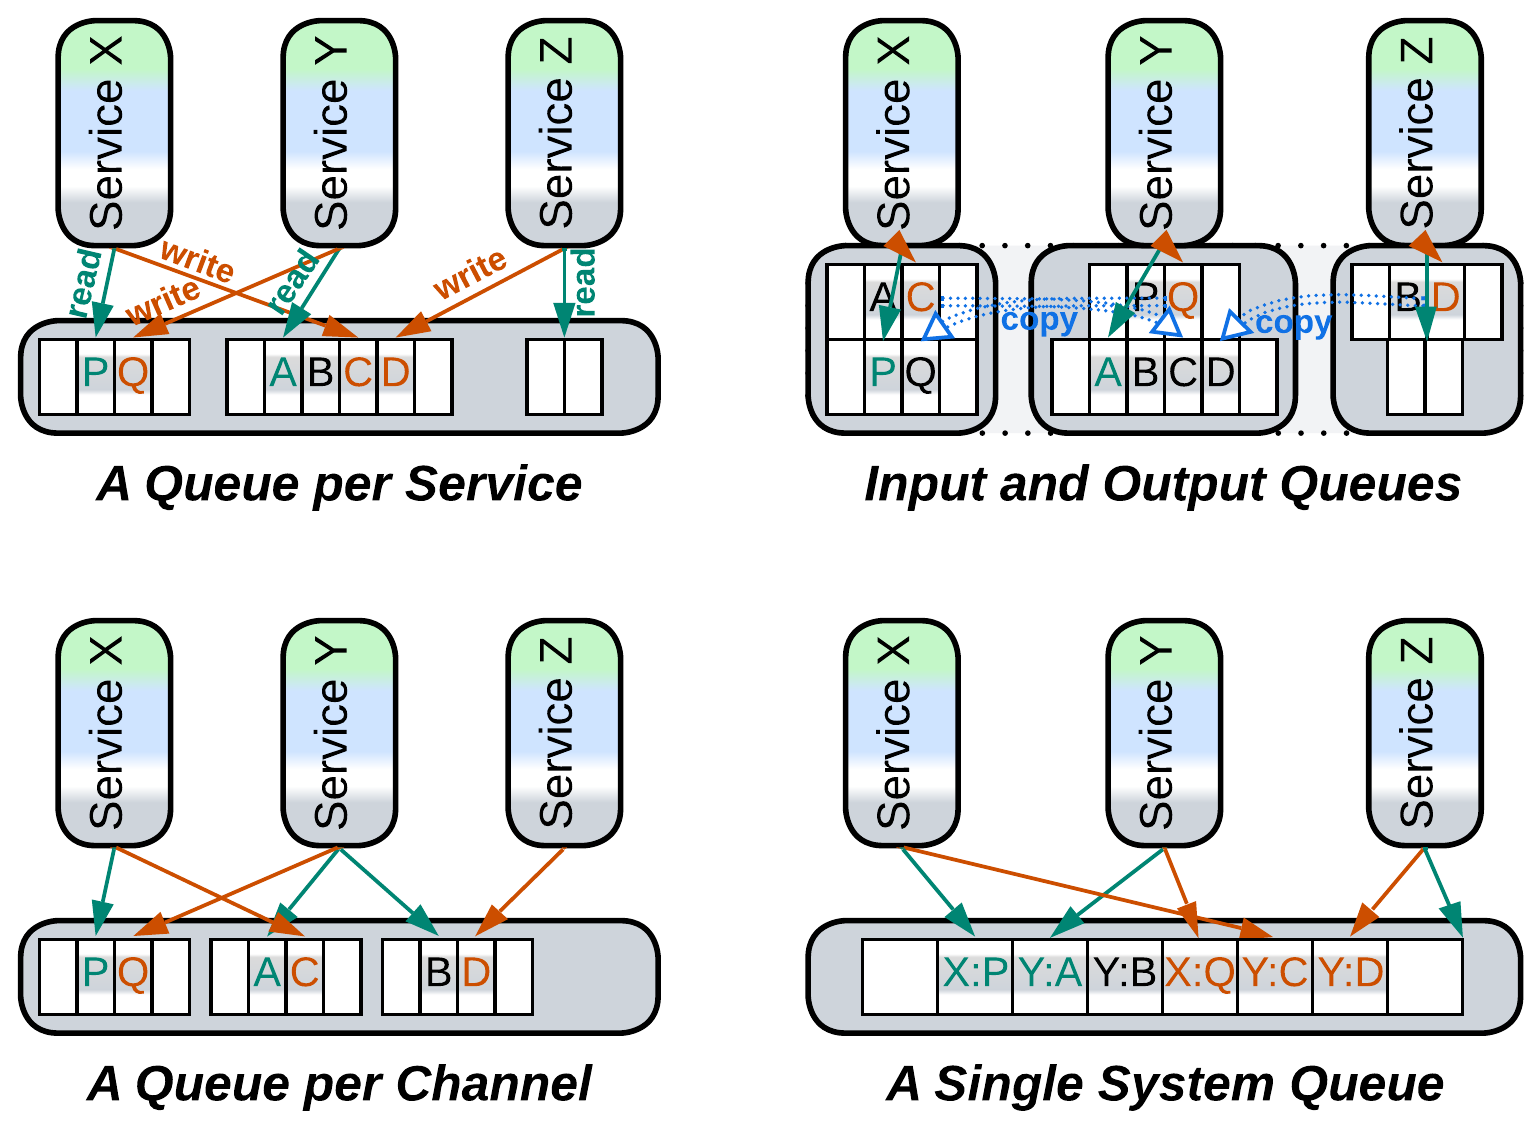 Service X
Service Y
Service Z
read
write
write
read
write
read
P Q
A B C D
A Queue per Service
Service X
Service Y
Service Z
A C
P Q
B D
copy
copy
P Q
A B C D
Input and Output Queues
Service X
Service Y
Service Z
P Q
A C
B D
A Queue per Channel
Service X
Service Y
Service Z
X:P Y:A Y:B X:Q Y:C Y:D
A Single System Queue